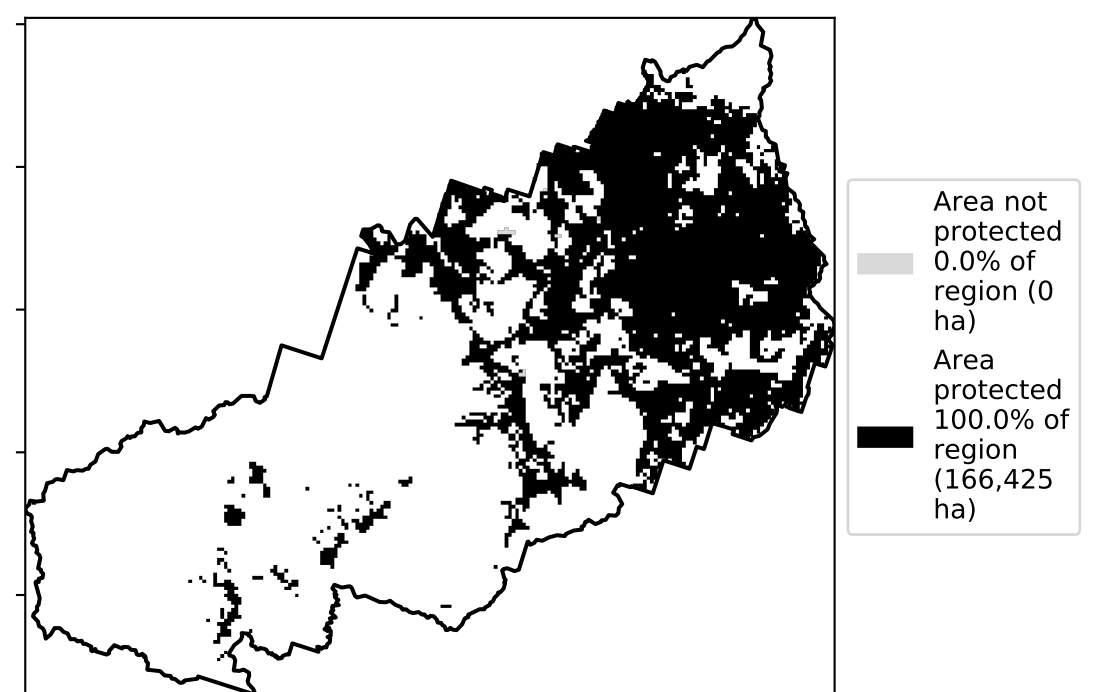 Area not
protected
0.0% of
region (0
ha)
Area
protected
100.0% of
region
(166,425
ha)